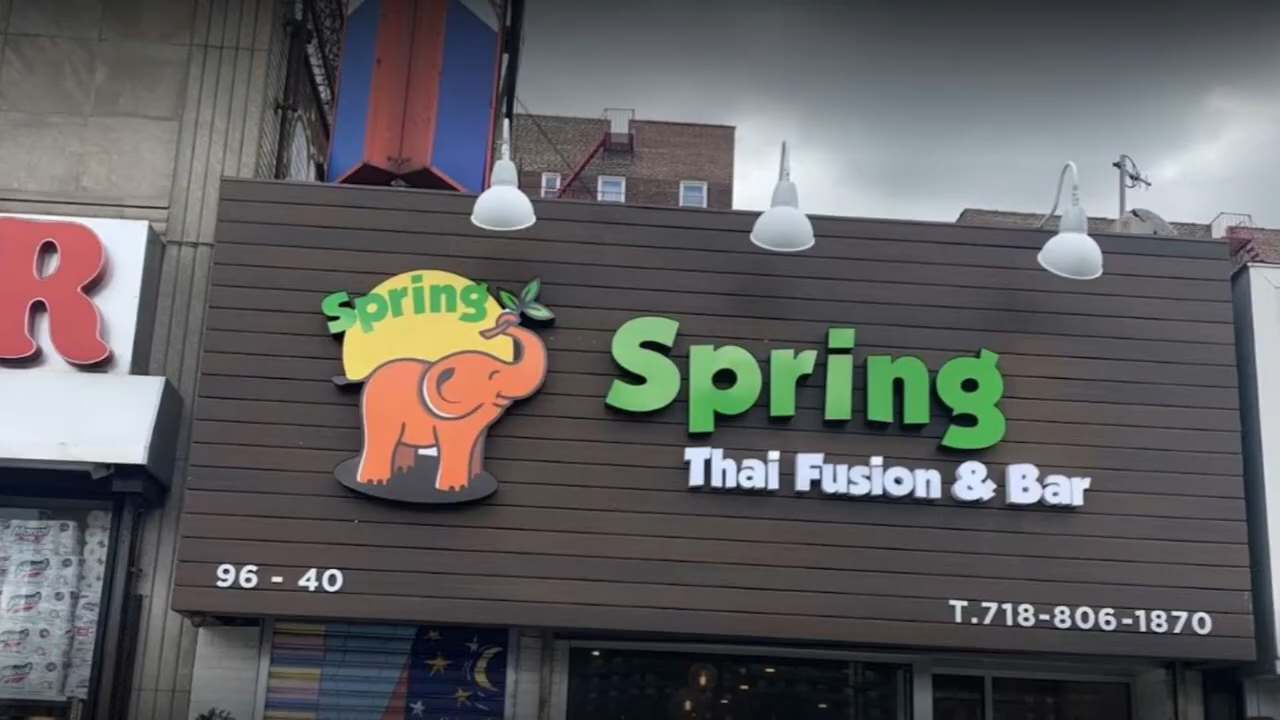 R
Spring
Spring
Thai Fusion & Bar
96 - 40
T.718-806-1870